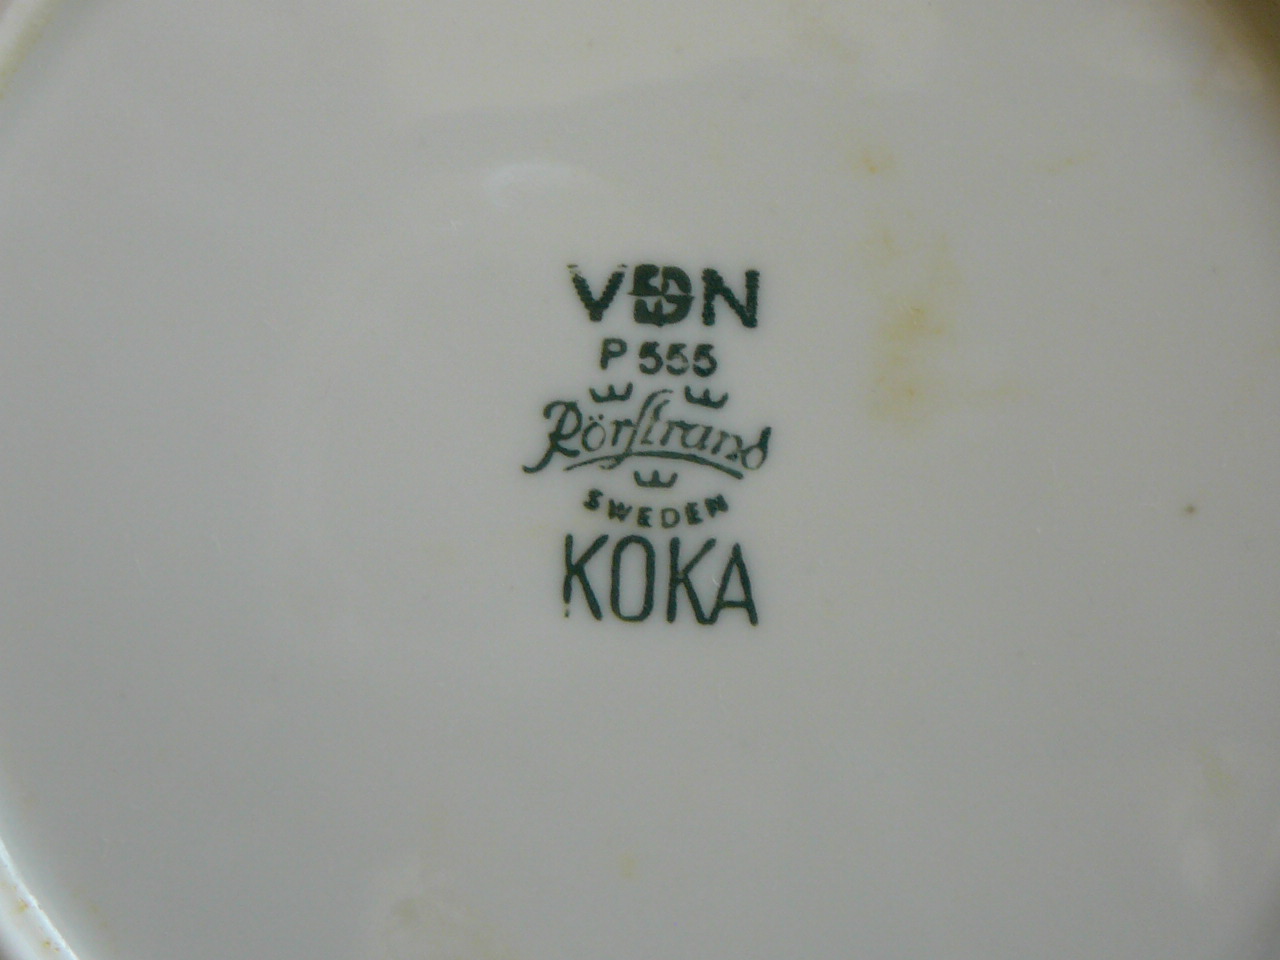 VDN
P 555
Rörstrand
SWEDEN
KOKA